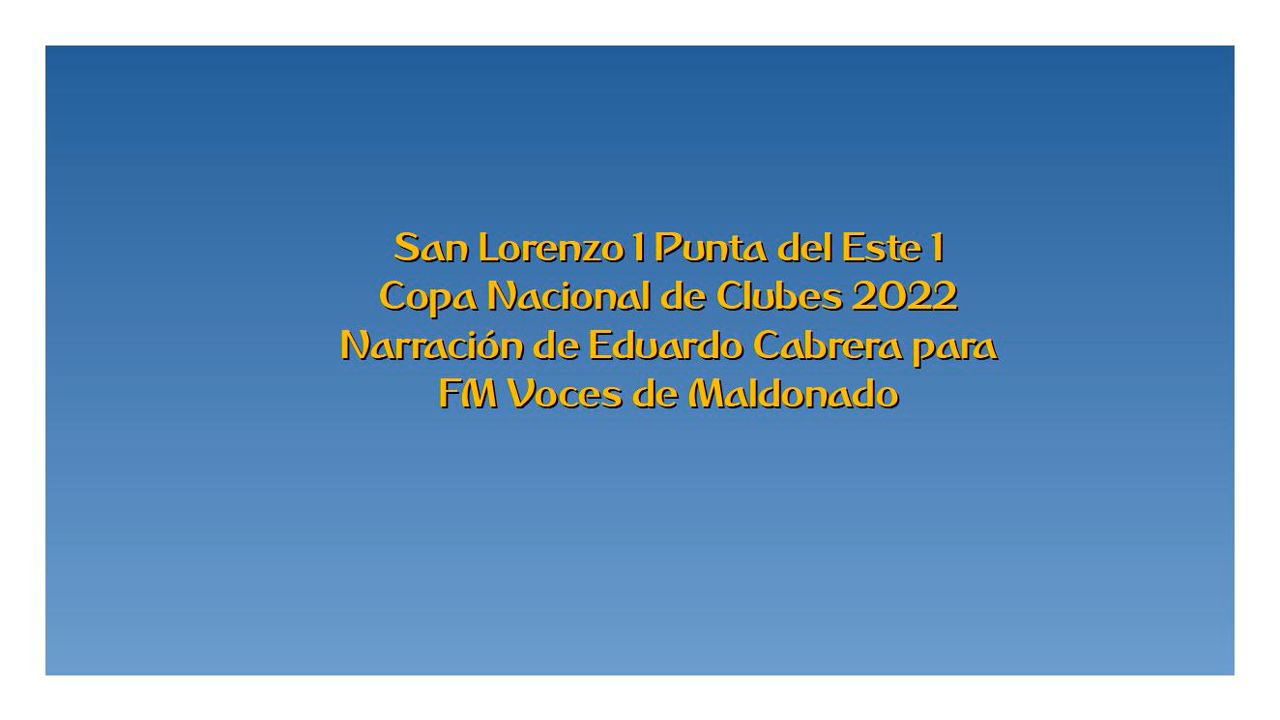 San Lorenzo 1 Punta del Este 1
Copa Nacional de Clubes 2022
Narración de Eduardo Cabrera para
FM Voces de Maldonado